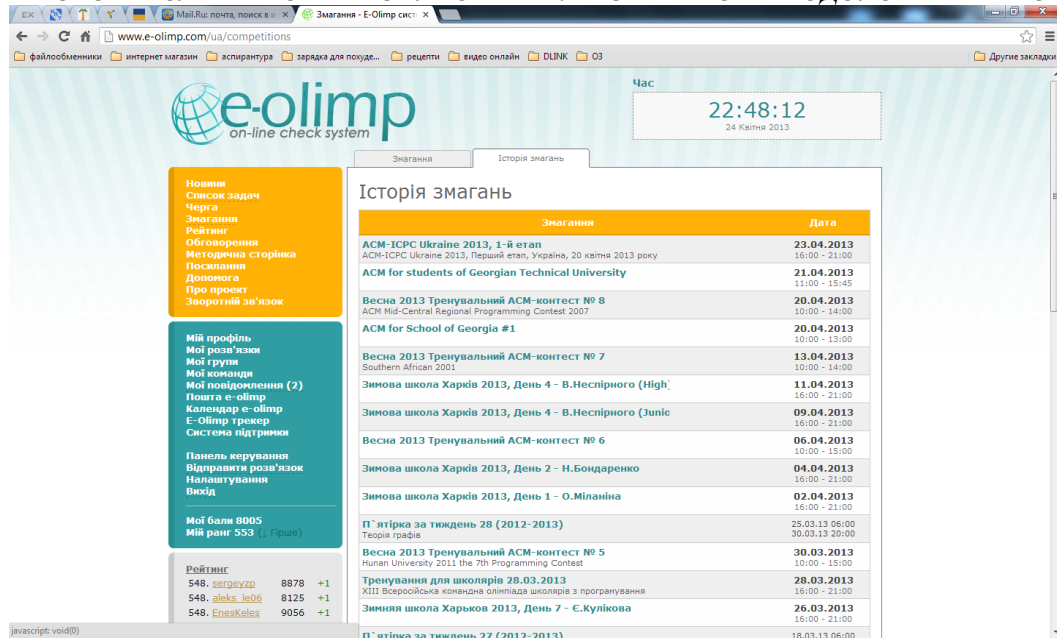 Mail.Ru: почта, поиск в и
Змагання - E-Olimp сист
www.e-olimp.com/ua/competitions
файлообменники
интернет магазин
аспирантура
зарядка для похуде...
рецепти
видео онлайн
DLINK
ОЗ
Другие закладки
e-olimp
on-line check system
Час
22:48:12
24 Квітня 2013
Змагання
Історія змагань
Новини
Список задач
Черга
Змагання
Рейтинг
Обговорення
Методична сторінка
Посилання
Допомога
Про проект
Зворотній зв'язок
Мій профіль
Мої розв'язки
Мої групи
Мої команди
Мої повідомлення (2)
Пошта e-olimp
Календар e-olimp
E-Olimp трекер
Система підтримки
Панель керування
Відправити розв'язок
Налаштування
Вихід
Мої бали 8005
Мій ранг 553 (↓ Гірше)
Рейтинг
548. sergeyzp 8878 +1
548. aleks_le06 8125 +1
548. EnesKeles 9056 +1
Історія змагань
Змагання Дата
ACM-ICPC Ukraine 2013, 1-й етап 23.04.2013
ACM-ICPC Ukraine 2013, Перший етап, Україна, 20 квітня 2013 року 16:00 - 21:00
ACM for students of Georgian Technical University 21.04.2013
11:00 - 15:45
Весна 2013 Тренувальний ACM-контест № 8 20.04.2013
ACM Mid-Central Regional Programming Contest 2007 10:00 - 14:00
ACM for School of Georgia #1 20.04.2013
10:00 - 13:00
Весна 2013 Тренувальний ACM-контест № 7 13.04.2013
Southern African 2001 10:00 - 14:00
Зимова школа Харків 2013, День 4 - В.Неспірного (High) 11.04.2013
16:00 - 21:00
Зимова школа Харків 2013, День 4 - В.Неспірного (Junio 09.04.2013
16:00 - 21:00
Весна 2013 Тренувальний ACM-контест № 6 06.04.2013
10:00 - 15:00
Зимова школа Харків 2013, День 2 - Н.Бондаренко 04.04.2013
16:00 - 21:00
Зимова школа Харків 2013, День 1 - О.Міланіна 02.04.2013
16:00 - 21:00
П`ятірка за тиждень 28 (2012-2013) 25.03.13 06:00
Теорія графів 30.03.13 20:00
Весна 2013 Тренувальний ACM-контест № 5 30.03.2013
Hunan University 2011 the 7th Programming Contest 10:00 - 15:00
Тренування для школярів 28.03.2013 28.03.2013
XIII Всеросійська командна олімпіада школярів з програмування 16:00 - 21:00
Зимняя школа Харьков 2013, День 7 - Є.Кулікова 26.03.2013
16:00 - 21:00
П`ятірка за тиждень 27 (2012-2013) 18.03.13 06:00
javascript: void(0)